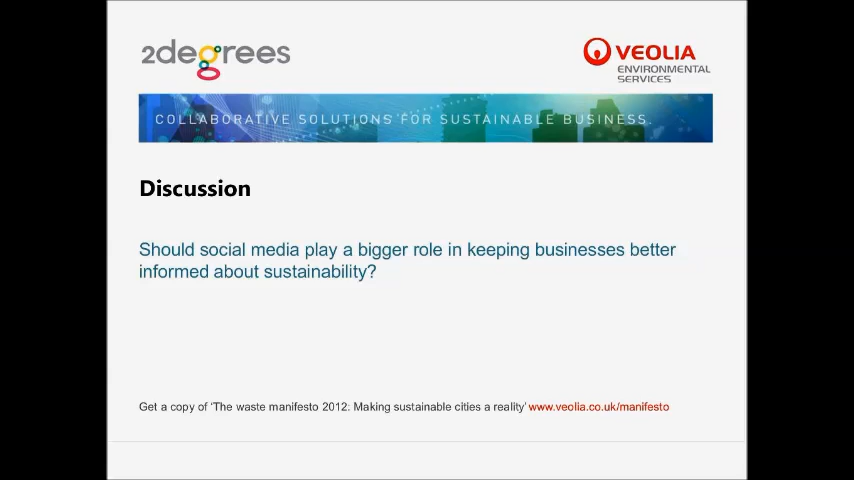 2degrees
VEOLIA
ENVIRONMENTAL
SERVICES
COLLABORATIVE SOLUTIONS FOR SUSTAINABLE BUSINESS.
Discussion
Should social media play a bigger role in keeping businesses better
informed about sustainability?
Get a copy of 'The waste manifesto 2012: Making sustainable cities a reality' www.veolia.co.uk/manifesto